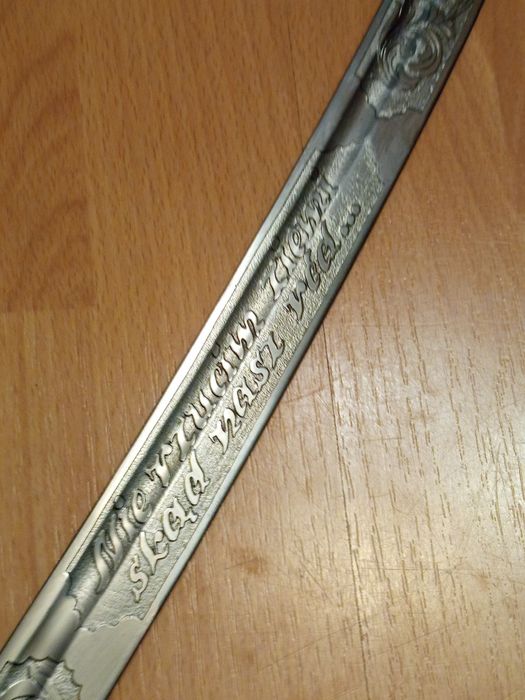 Nie rzucim ziemi
skąd nasz ród...